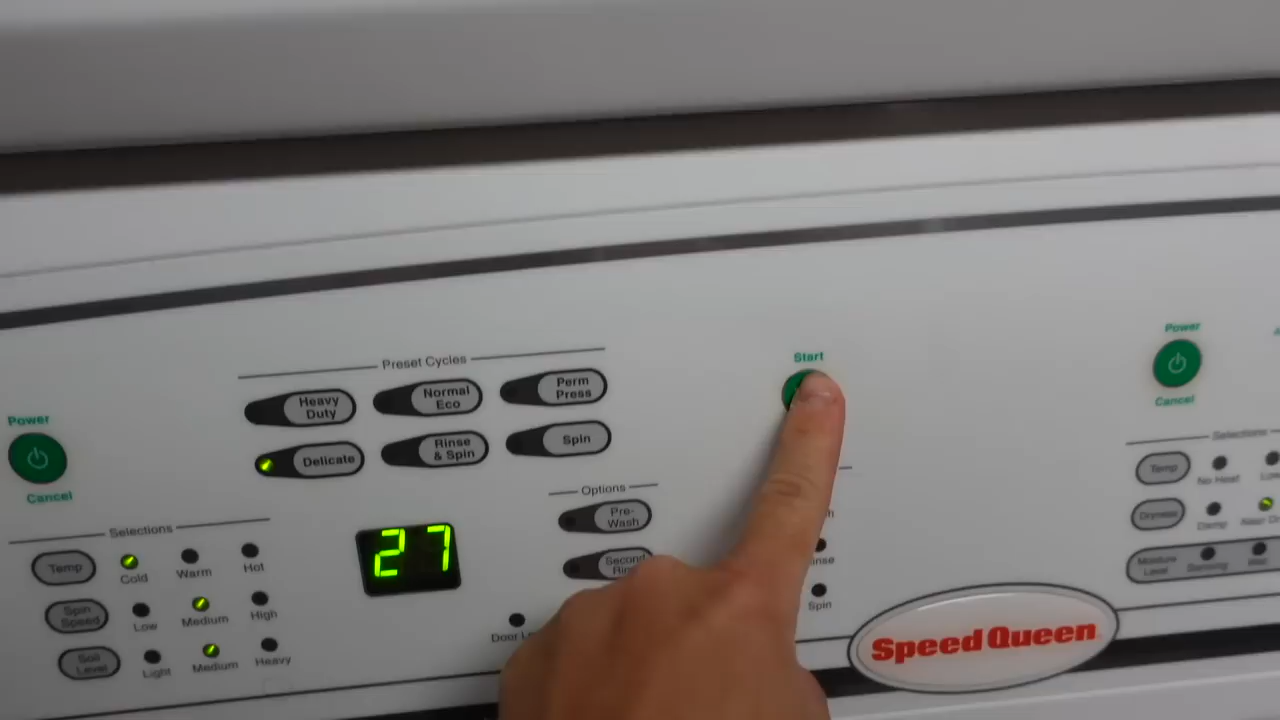 Power
Cancel
Preset Cycles
Heavy
Duty
Normal
Eco
Perm
Press
Delicate
Rinse
& Spin
Spin
Options
Pre-
Wash
Second
Selections
Temp
Cold
Warm
Hot
Spin
Speed
Low
Medium
High
Soil
Level
Light
Medium
Heavy
27
Door
Start
Spin
Speed Queen
Power
Cancel
Selections
Temp
No Heat
Dryness
Damp
Moisture
Level